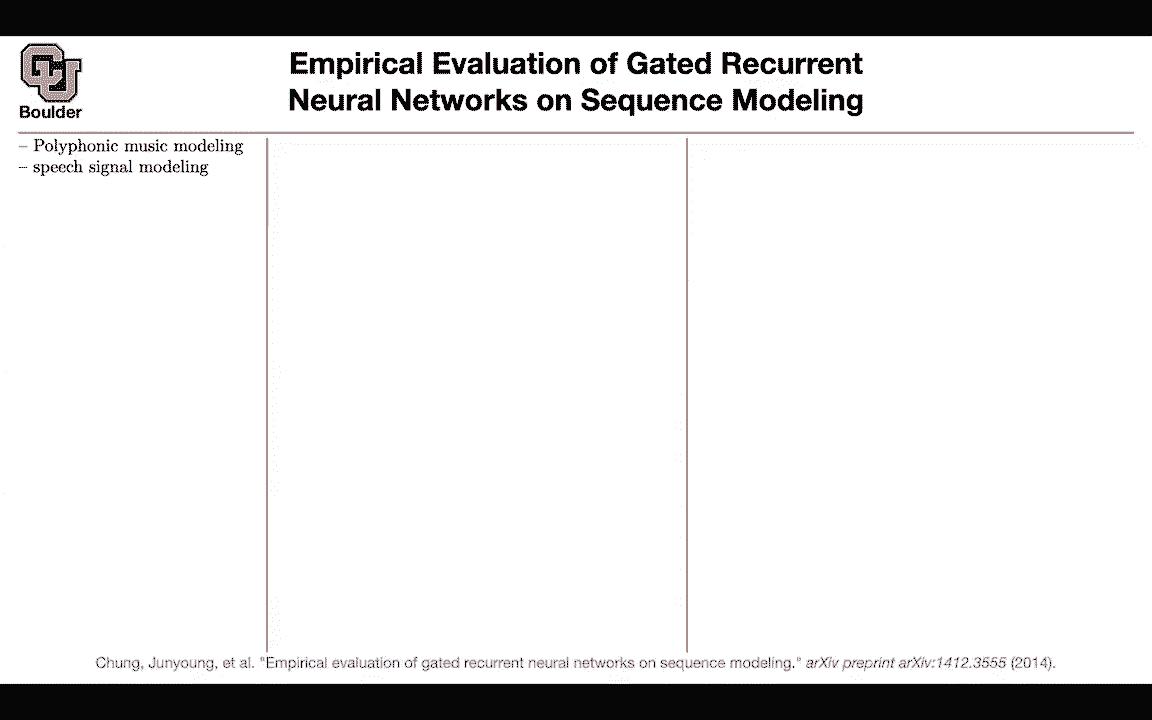 CU
Boulder
Empirical Evaluation of Gated Recurrent
Neural Networks on Sequence Modeling
– Polyphonic music modeling
– speech signal modeling
Chung, Junyoung, et al. "Empirical evaluation of gated recurrent neural networks on sequence modeling." arXiv preprint arXiv:1412.3555 (2014).